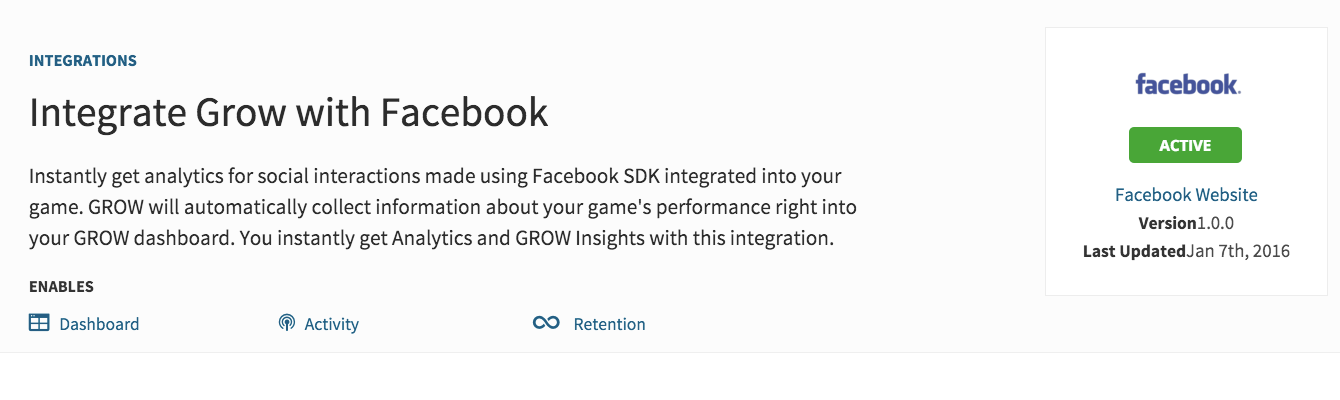 INTEGRATIONS
Integrate Grow with Facebook
Instantly get analytics for social interactions made using Facebook SDK integrated into your
game. GROW will automatically collect information about your game's performance right into
your GROW dashboard. You instantly get Analytics and GROW Insights with this integration.
ENABLES
Dashboard
Activity
Retention
facebook.
ACTIVE
Facebook Website
Version1.0.0
Last UpdatedJan 7th, 2016